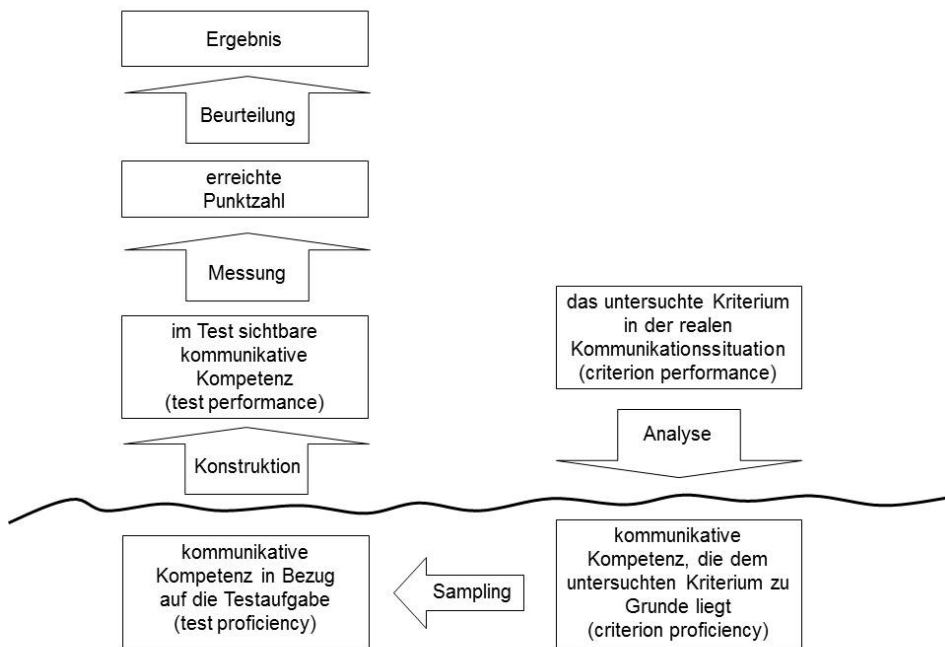 Ergebnis
Beurteilung
erreichte
Punktzahl
Messung
im Test sichtbare
kommunikative
Kompetenz
(test performance)
Konstruktion
kommunikative
Kompetenz in Bezug
auf die Testaufgabe
(test proficiency)
das untersuchte Kriterium
in der realen
Kommunikationssituation
(criterion performance)
Analyse
Sampling
kommunikative
Kompetenz, die dem
untersuchten Kriterium zu
Grunde liegt
(criterion proficiency)